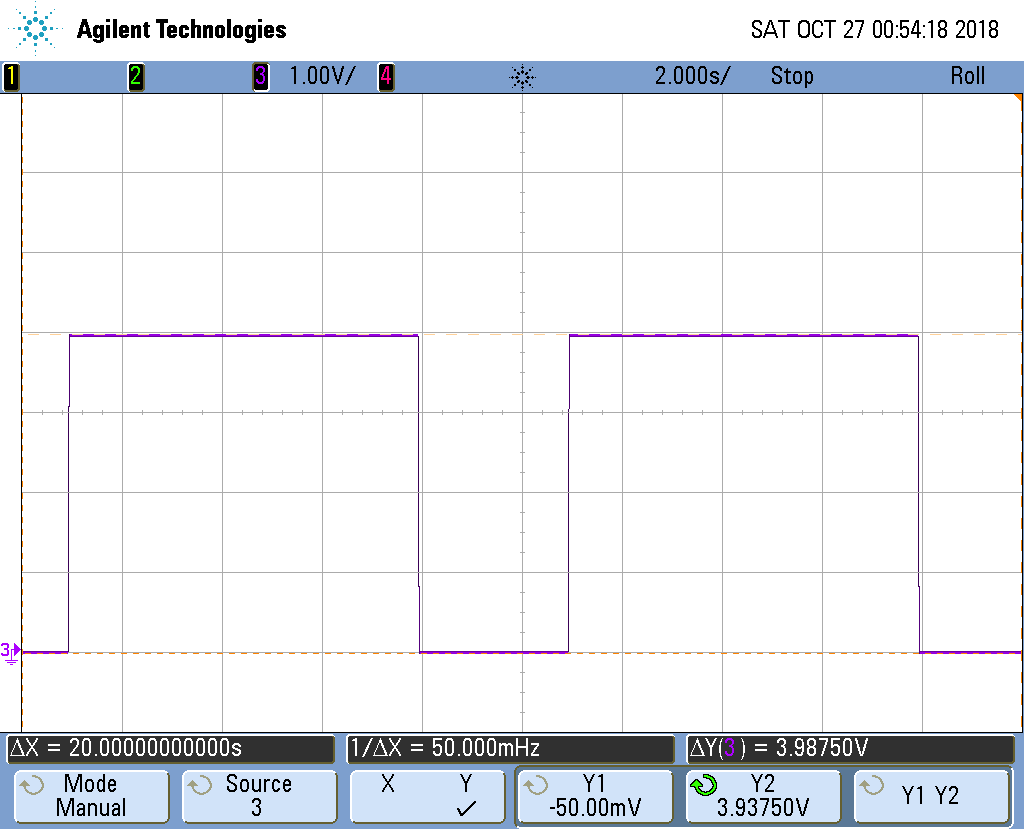 Agilent Technologies SAT OCT 27 00:54:18 2018
1 2 3 1.00V/ 4 2.000s/ Stop Roll
3
ΔX = 20.00000000000s 1/ΔX = 50.000mHz ΔY(3) = 3.98750V
Mode Source X Y Y1 Y2 Y1 Y2
Manual 3 -50.00mV 3.93750V